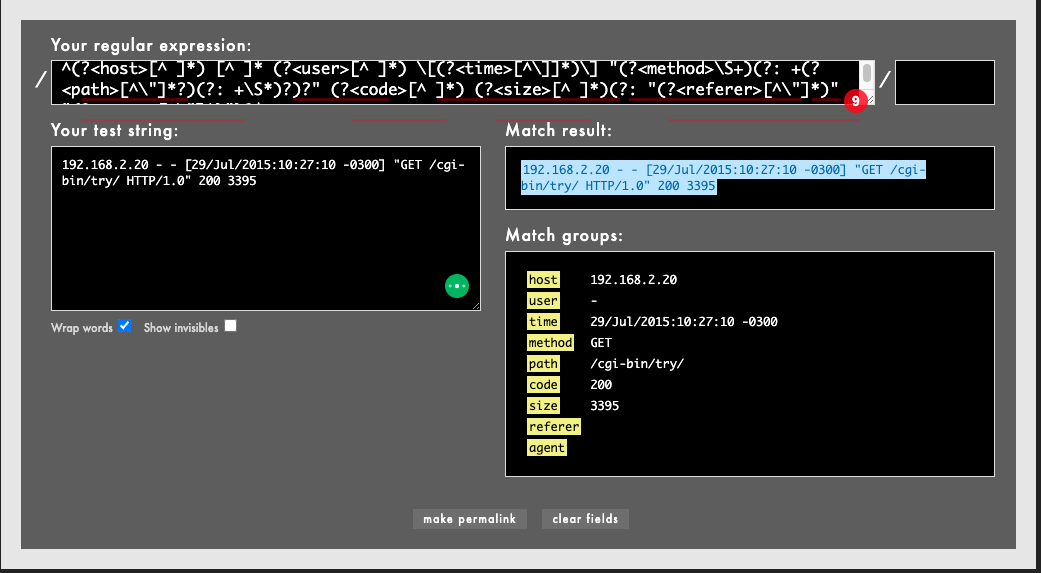 Your regular expression:
/
^(?<host>[^ ]*) [^ ]* (?<user>[^ ]*) \[(?<time>[^\]]*)\] "(?<method>\S+)(?: +(?
<path>[^\"]*?)(?: +\S*)?)?" (?<code>[^ ]*) (?<size>[^ ]*)(?: "(?<referer>[^\"]*)"
/
9
Your test string:
192.168.2.20 - - [29/Jul/2015:10:27:10 -0300] "GET /cgi-
bin/try/ HTTP/1.0" 200 3395
Wrap words
Show invisibles
Match result:
192.168.2.20 - - [29/Jul/2015:10:27:10 -0300] "GET /cgi-
bin/try/ HTTP/1.0" 200 3395
Match groups:
host 192.168.2.20
user -
time 29/Jul/2015:10:27:10 -0300
method GET
path /cgi-bin/try/
code 200
size 3395
referer
agent
make permalink
clear fields